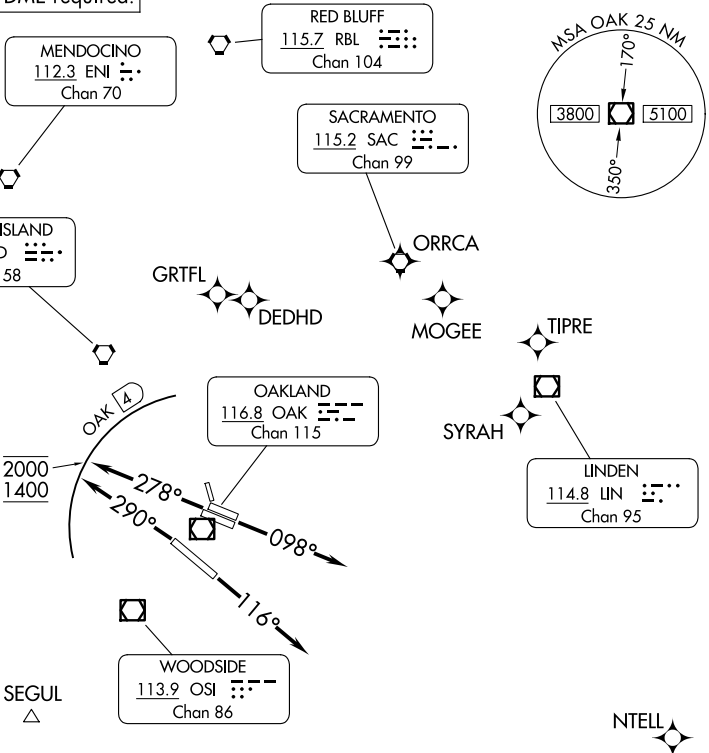 DME required.
RED BLUFF
115.7 RBL
Chan 104
MENDOCINO
112.3 ENI
Chan 70
MSA OAK 25 NM
170°
3800
5100
350°
SACRAMENTO
115.2 SAC
Chan 99
ISLAND
D
58
ORRCA
GRTFL
DEDHD
MOGEE
TIPRE
OAK 4
OAKLAND
116.8 OAK
Chan 115
SYRAH
2000
1400
278°
290°
098°
116°
LINDEN
114.8 LIN
Chan 95
WOODSIDE
113.9 OSI
Chan 86
SEGUL
NTELL